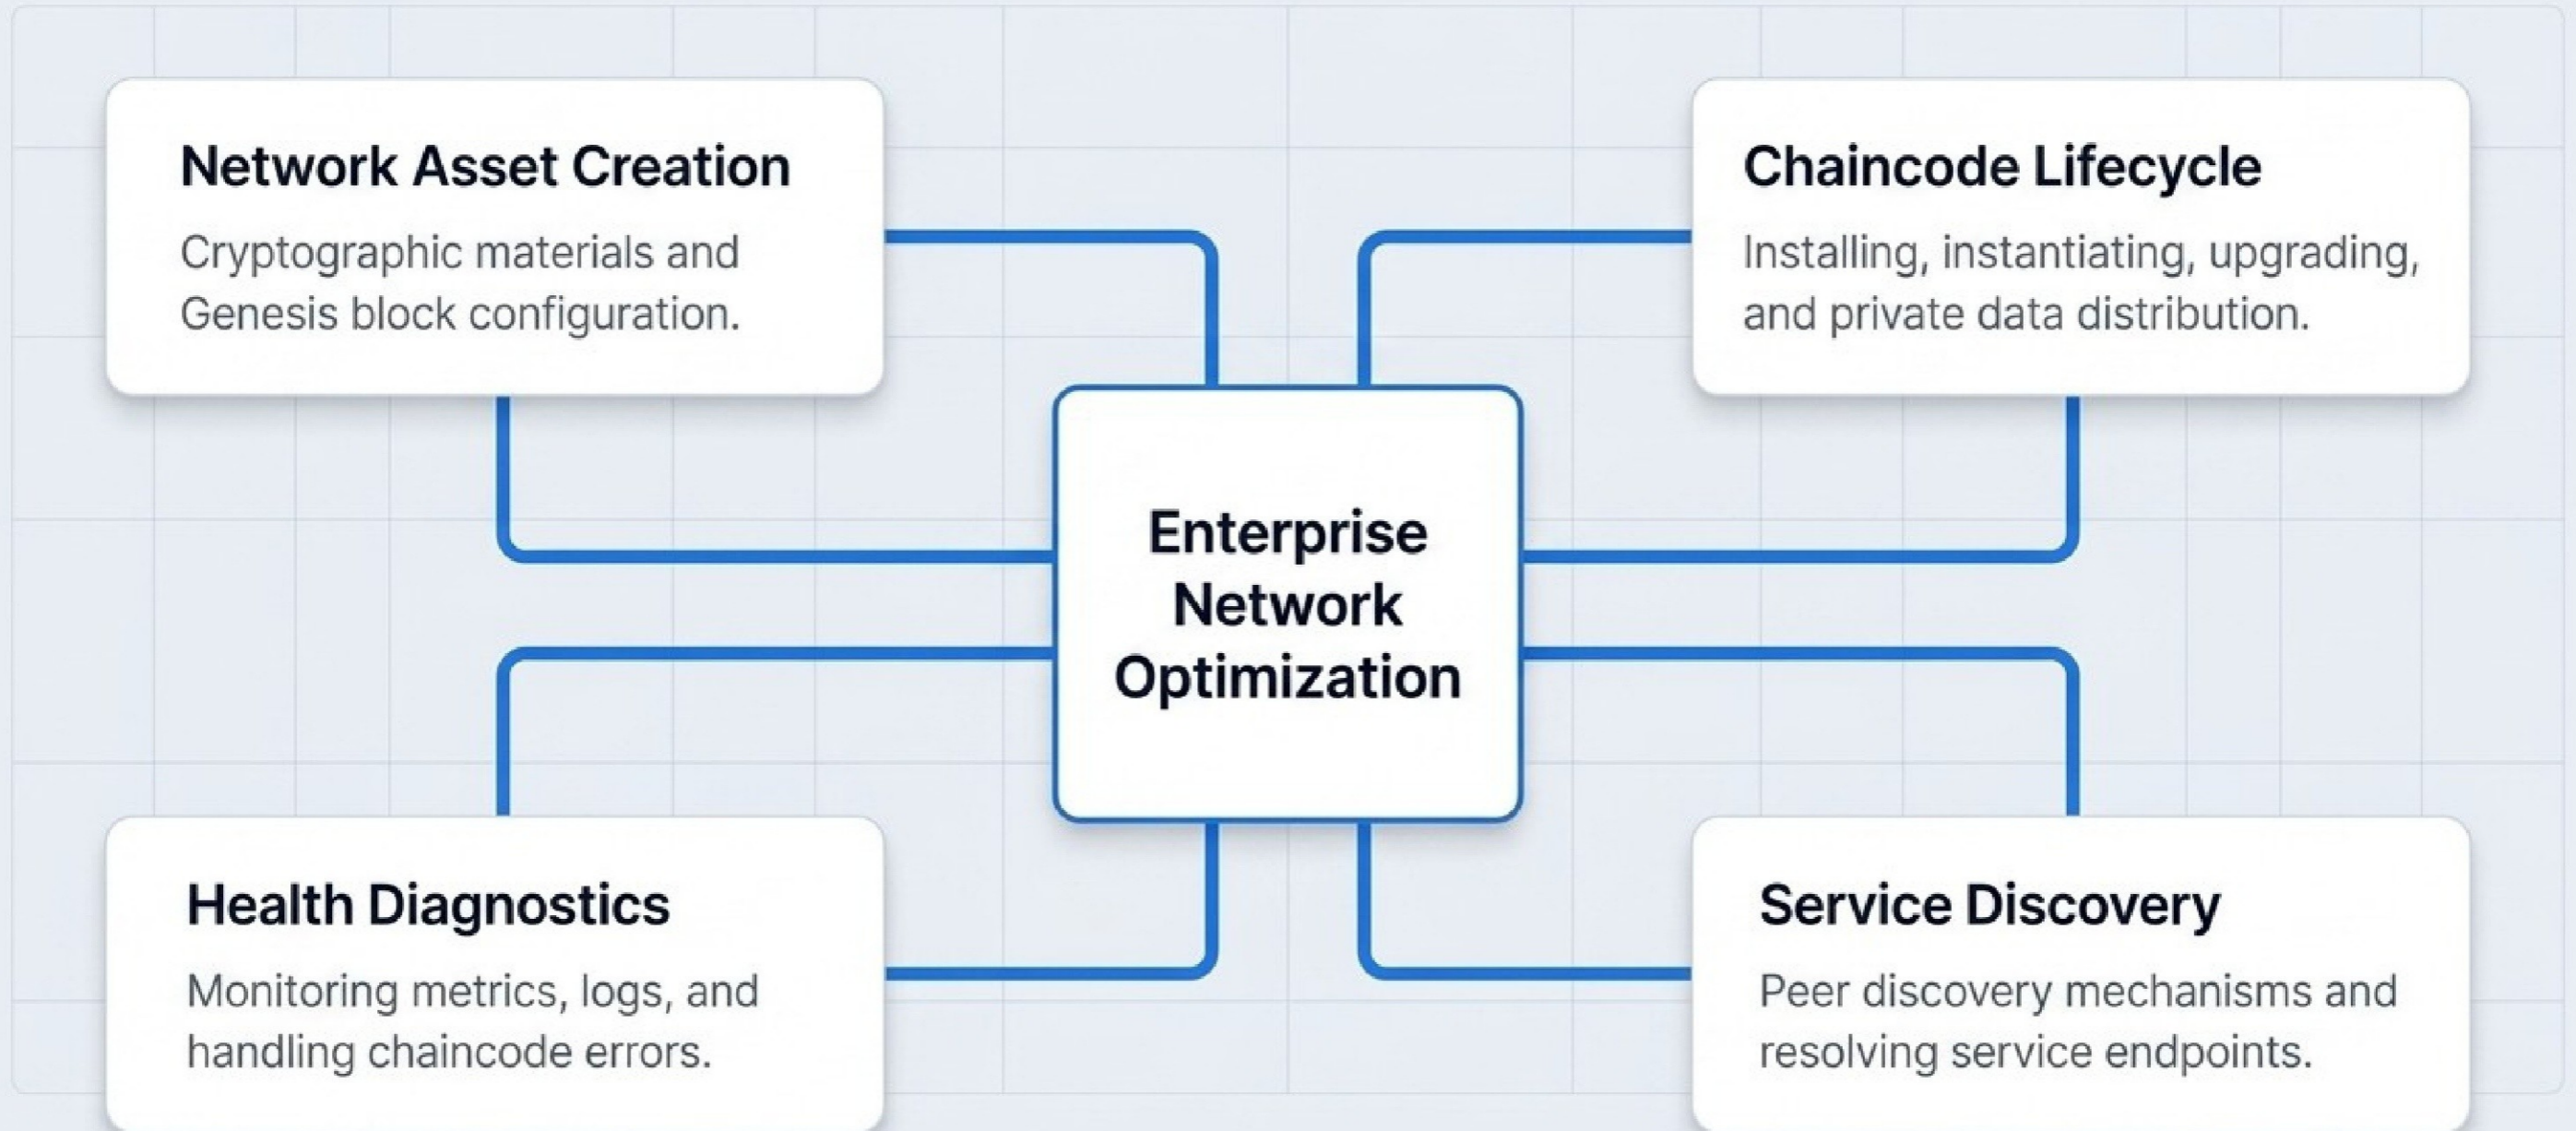 Network Asset Creation
Cryptographic materials and
Genesis block configuration.
Chaincode Lifecycle
Installing, instantiating, upgrading,
and private data distribution.
Enterprise
Network
Optimization
Health Diagnostics
Monitoring metrics, logs, and
handling chaincode errors.
Service Discovery
Peer discovery mechanisms and
resolving service endpoints.